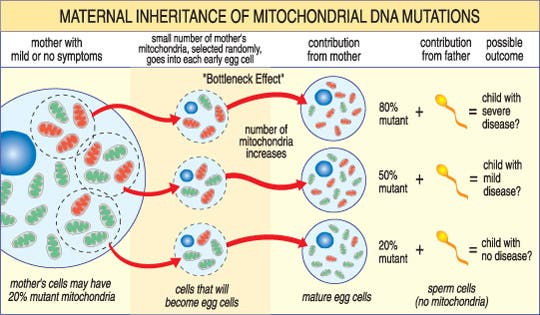 MATERNAL INHERITANCE OF MITOCHONDRIAL DNA MUTATIONS
mother with
mild or no symptoms
small number of mother's
mitochondria, selected randomly,
goes into each early egg cell
contribution
from mother
contribution
from father
possible
outcome
"Bottleneck Effect"
number of
mitochondria
increases
80%
mutant
+
=
child with
severe
disease?
50%
mutant
+
=
child with
mild
disease?
20%
mutant
+
=
child with
no disease?
mother's cells may have
20% mutant mitochondria
cells that will
become egg cells
mature egg cells
sperm cells
(no mitochondria)